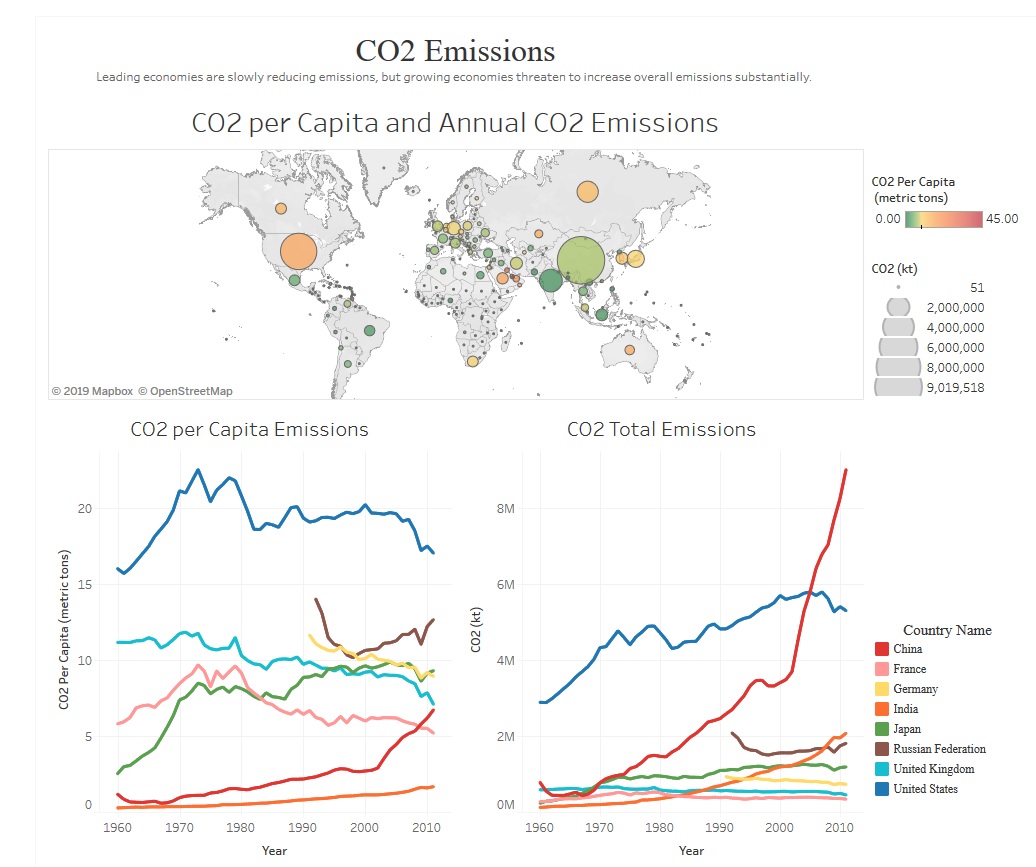 CO2 Emissions
Leading economies are slowly reducing emissions, but growing economies threaten to increase overall emissions substantially.
CO2 per Capita and Annual CO2 Emissions
© 2019 Mapbox © OpenStreetMap
CO2 Per Capita
(metric tons)
0.00 45.00
CO2 (kt)
51
2,000,000
4,000,000
6,000,000
8,000,000
9,019,518
CO2 per Capita Emissions
CO2 Per Capita (metric tons)
20
15
10
5
0
1960 1970 1980 1990 2000 2010
Year
CO2 Total Emissions
CO2 (kt)
8M
6M
4M
2M
0M
1960 1970 1980 1990 2000 2010
Year
Country Name
China
France
Germany
India
Japan
Russian Federation
United Kingdom
United States